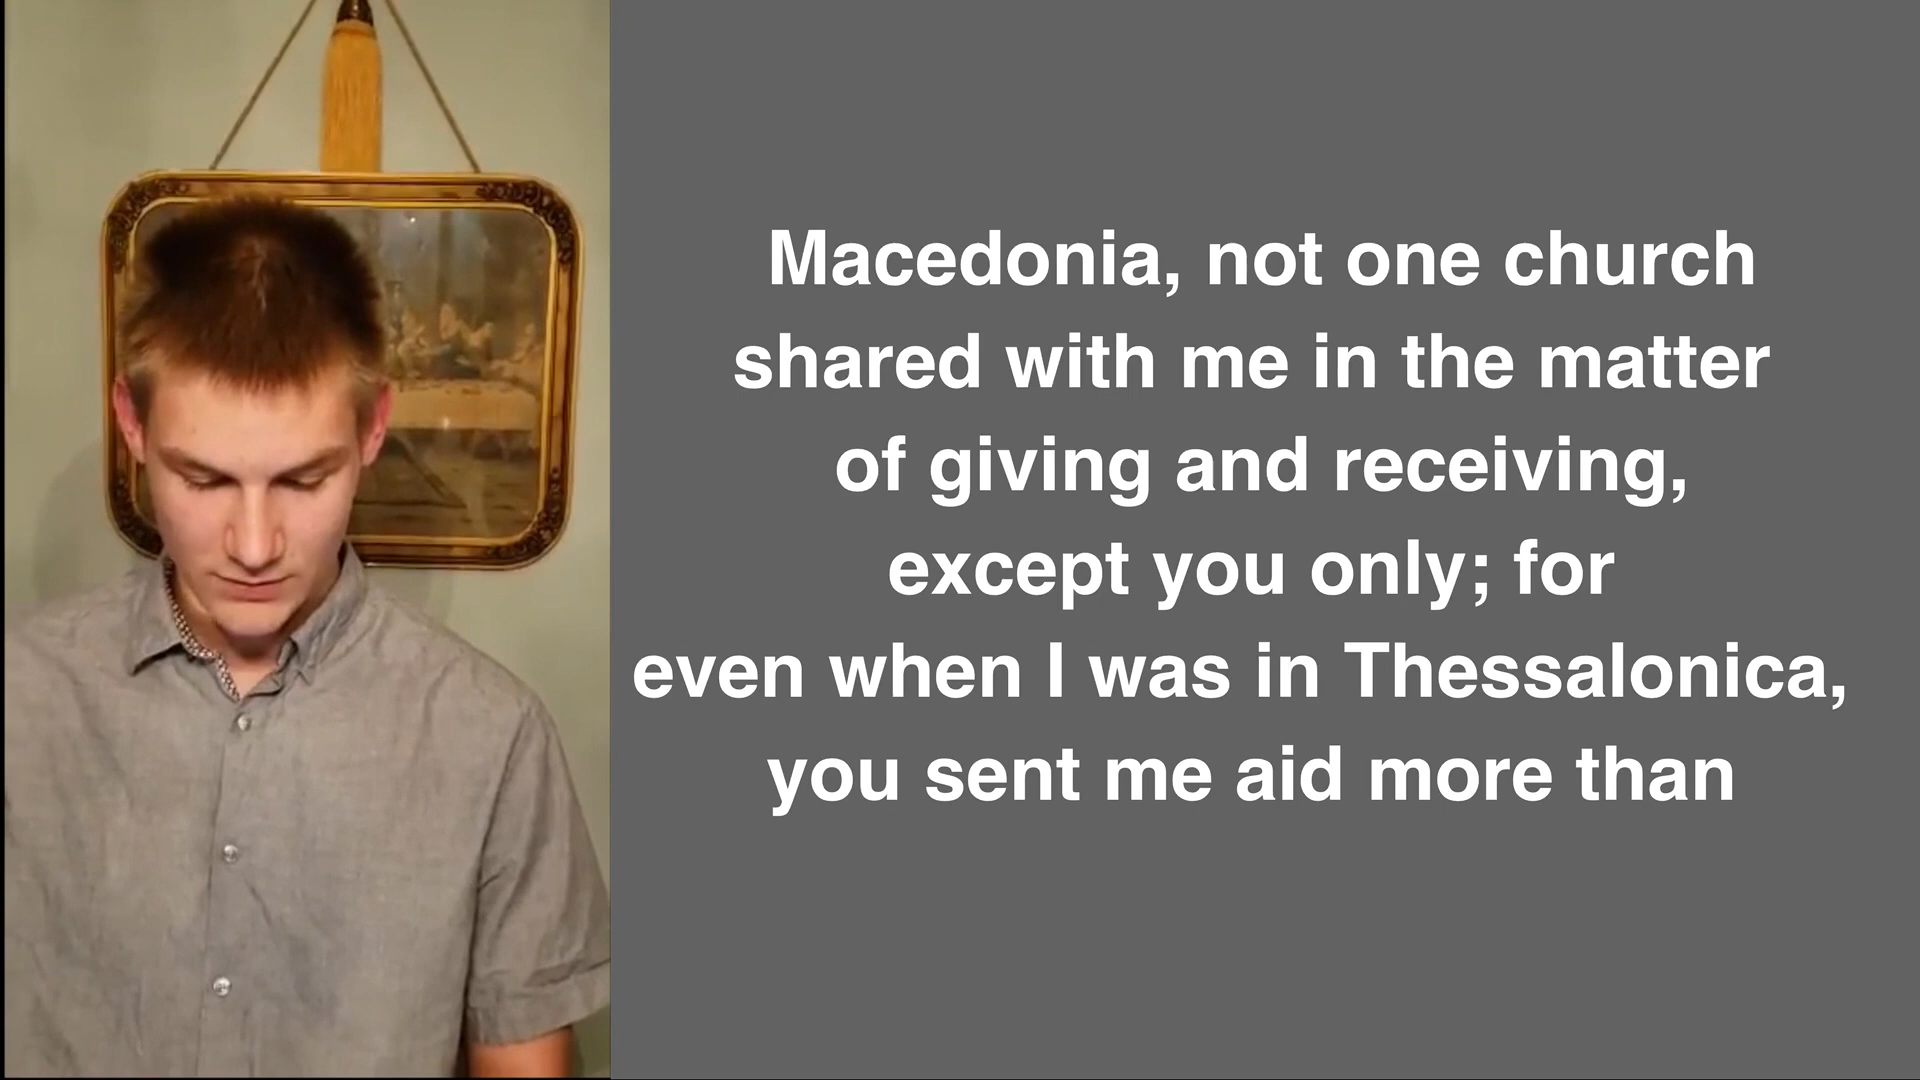 Macedonia, not one church
shared with me in the matter
of giving and receiving,
except you only; for
even when I was in Thessalonica,
you sent me aid more than